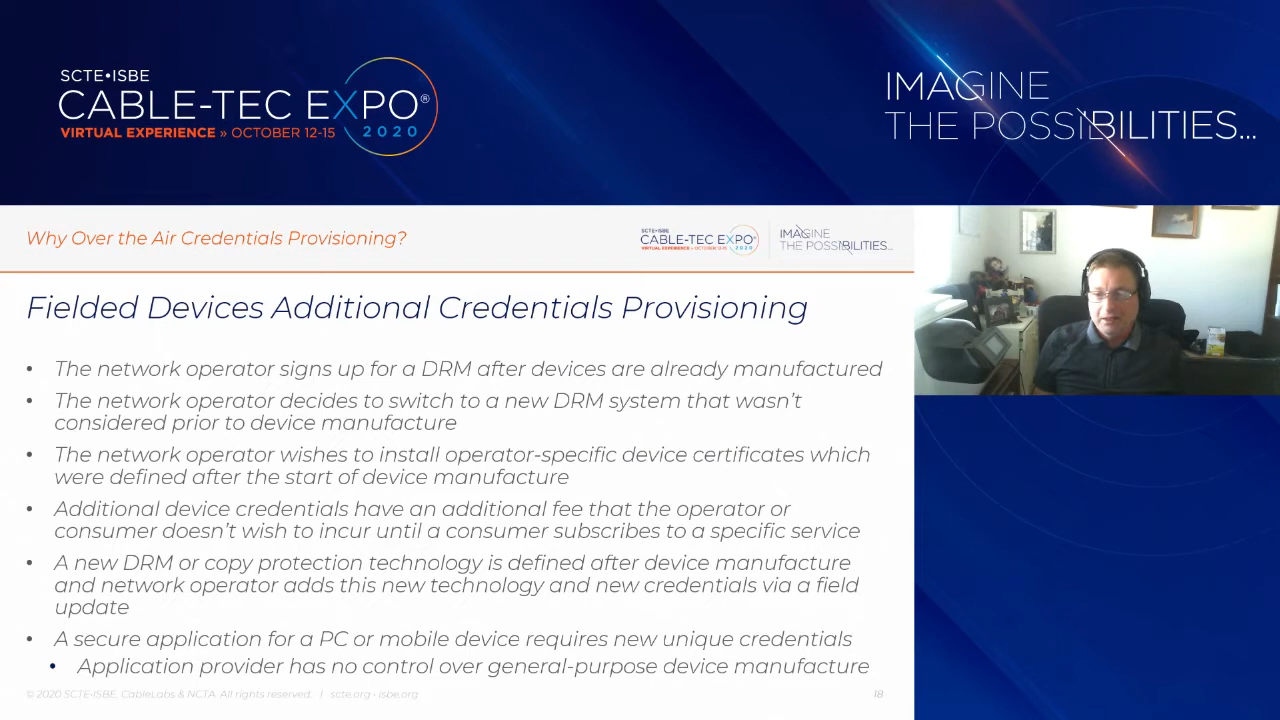 SCTE•ISBE
CABLE-TEC EXPO®
VIRTUAL EXPERIENCE » OCTOBER 12-15
2020
IMAGINE
THE POSSIBILITIES...
Why Over the Air Credentials Provisioning?
SCTE•ISBE
CABLE-TEC EXPO®
VIRTUAL EXPERIENCE » OCTOBER 12-15
2020
IMAGINE
THE POSSIBILITIES...
Fielded Devices Additional Credentials Provisioning
• The network operator signs up for a DRM after devices are already manufactured
• The network operator decides to switch to a new DRM system that wasn't
considered prior to device manufacture
• The network operator wishes to install operator-specific device certificates which
were defined after the start of device manufacture
• Additional device credentials have an additional fee that the operator or
consumer doesn't wish to incur until a consumer subscribes to a specific service
• A new DRM or copy protection technology is defined after device manufacture
and network operator adds this new technology and new credentials via a field
update
• A secure application for a PC or mobile device requires new unique credentials
• Application provider has no control over general-purpose device manufacture
© 2020 SCTE•ISBE, CableLabs & NCTA. All rights reserved. | scte.org • isbe.org
18